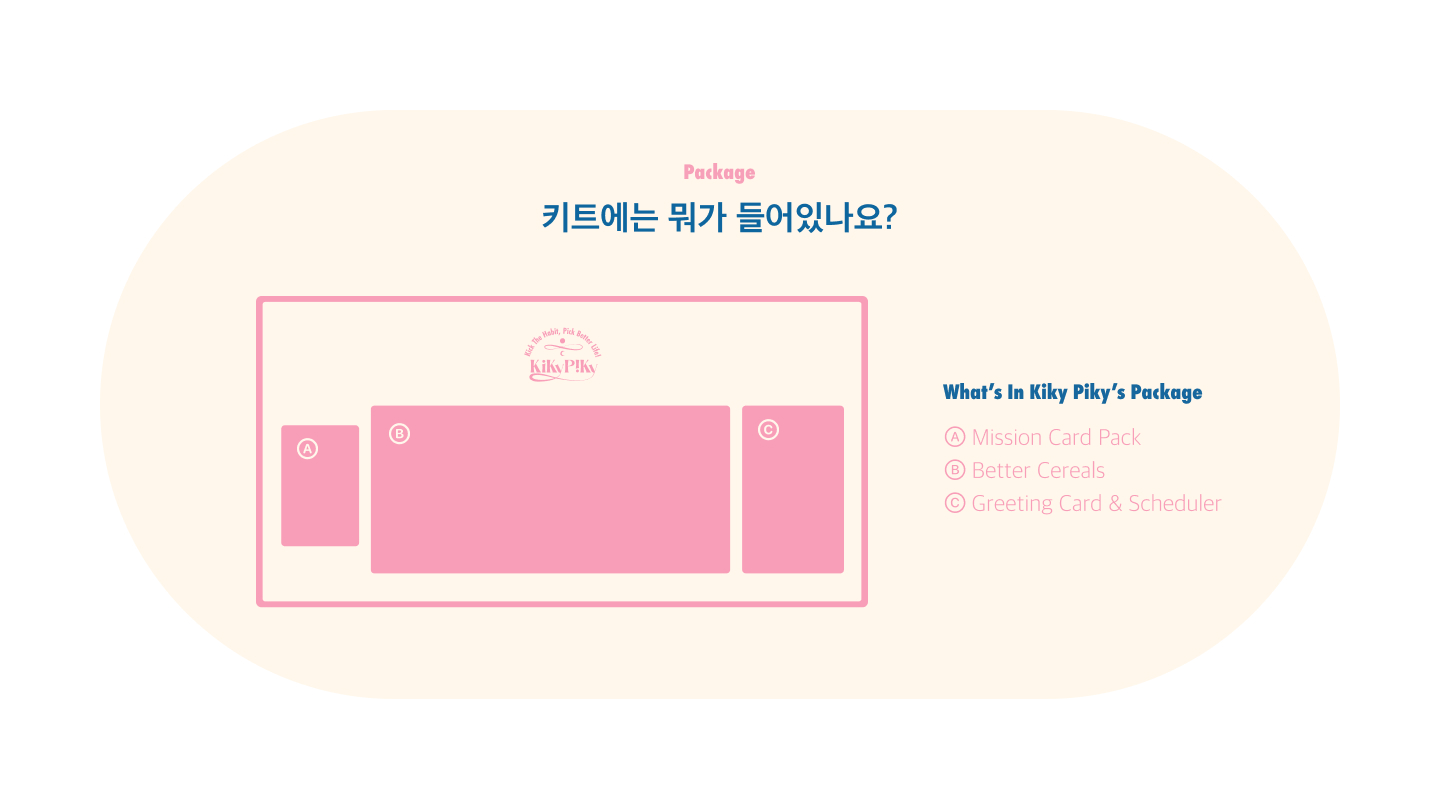 Package
키트에는 뭐가 들어있나요?
Kick The Habit, Pick Better Life!
KikyP!Ky
Ⓐ
Ⓑ
Ⓒ
What’s In Kiky Piky’s Package
Ⓐ Mission Card Pack
Ⓑ Better Cereals
Ⓒ Greeting Card & Scheduler